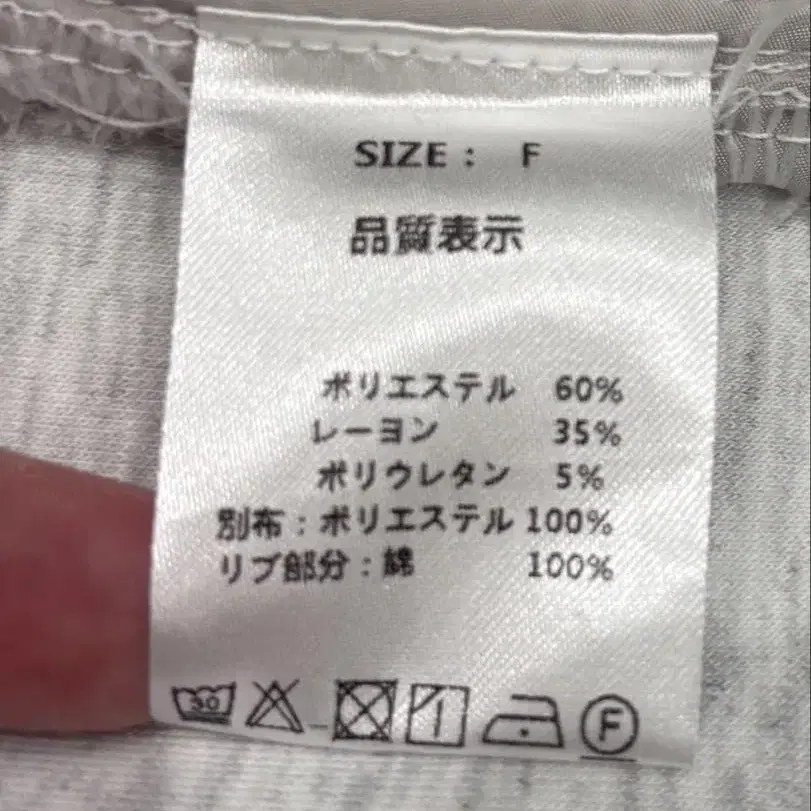 SIZE : F
品質表示
ポリエステル 60%
レーヨン 35%
ポリウレタン 5%
別布：ポリエステル 100%
リブ部分：綿 100%
30 F